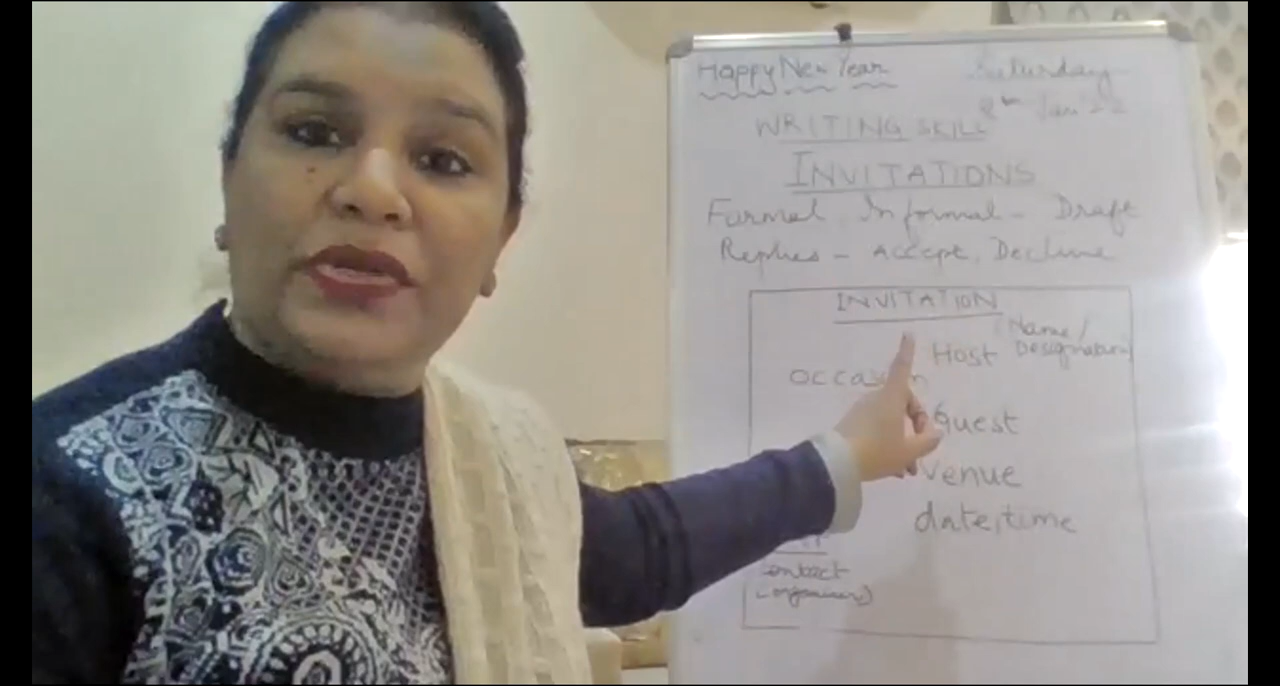 Happy New Year
Saturday
8th Jan 22
WRITING SKILL
INVITATIONS
Formal, Informal - Draft
Replies - Accept, Decline
INVITATION
(Name/
Host Designation)
Occasion
Guest
Venue
date, time
contact
(organiser)